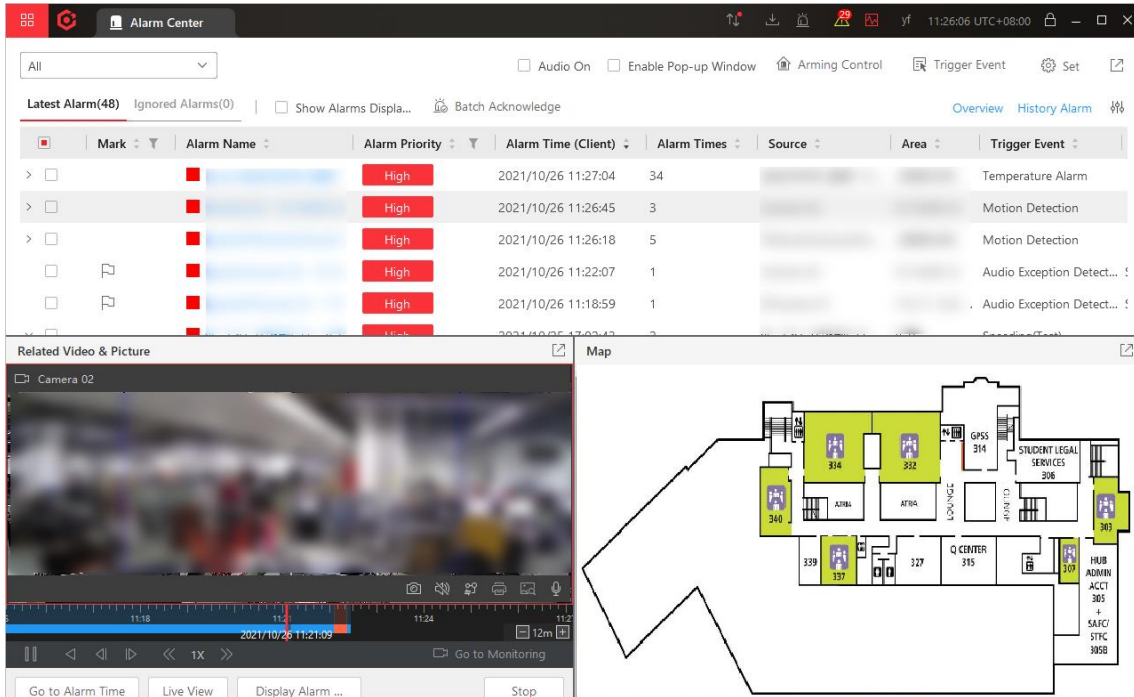 Alarm Center 29 yf 11:26:06 UTC+08:00
All Audio On Enable Pop-up Window Arming Control Trigger Event Set
Latest Alarm(48) Ignored Alarms(0) Show Alarms Displa... Batch Acknowledge Overview History Alarm
Mark Alarm Name Alarm Priority Alarm Time (Client) Alarm Times Source Area Trigger Event
High 2021/10/26 11:27:04 34 Temperature Alarm
High 2021/10/26 11:26:45 3 Motion Detection
High 2021/10/26 11:26:18 5 Motion Detection
High 2021/10/26 11:22:07 1 Audio Exception Detect...
High 2021/10/26 11:18:59 1 Audio Exception Detect...
Related Video & Picture
Camera 02
11:18 11:21 11:24
2021/10/26 11:21:09 12m
1X Go to Monitoring
Go to Alarm Time Live View Display Alarm ... Stop
Map
GPSS
314
STUDENT LEGAL
SERVICES
306
334
332
340
ATRIA
LOUNGE
LOUNGE
303
339
337
327
Q CENTER
315
307
HUB
ADMIN
ACCT
305
+
SAFC/
STFC
305B